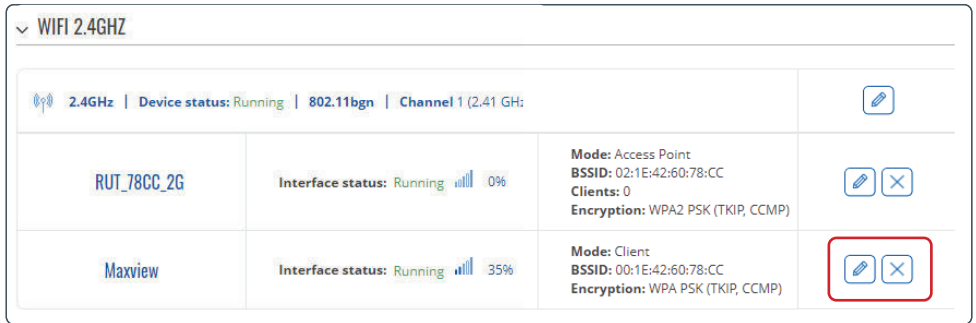 WIFI 2.4GHZ
2.4GHz | Device status: Running | 802.11bgn | Channel 1 (2.41 GH:
RUT_78CC_2G
Interface status: Running 0%
Mode: Access Point
BSSID: 02:1E:42:60:78:CC
Clients: 0
Encryption: WPA2 PSK (TKIP, CCMP)
Maxview
Interface status: Running 35%
Mode: Client
BSSID: 00:1E:42:60:78:CC
Encryption: WPA PSK (TKIP, CCMP)